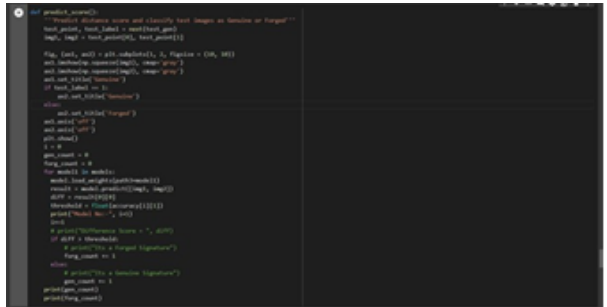 def predict_score():
'''Predict distance score and classify test images as Genuine or Forged'''
test_point, test_label = next(test_gen)
img1, img2 = test_point[0], test_point[1]
fig, (ax1, ax2) = plt.subplots(1, 2, figsize = (10, 10))
ax1.imshow(np.squeeze(img1), cmap='gray')
ax2.imshow(np.squeeze(img2), cmap='gray')
ax1.set_title('Genuine')
if test_label == 1:
ax2.set_title('Genuine')
else:
ax2.set_title('Forged')
ax1.axis('off')
ax2.axis('off')
plt.show()
i = 0
gen_count = 0
forg_count = 0
for model1 in models:
model.load_weights(path+model1)
result = model.predict([img1, img2])
diff = result[0][0]
threshold = float(accuracy[i][1])
print("Model No:-", i+1)
i+=1
# print("Difference Score = ", diff)
if diff > threshold:
# print("Its a Forged Signature")
forg_count += 1
else:
# print("Its a Genuine Signature")
gen_count += 1
print(gen_count)
print(forg_count)